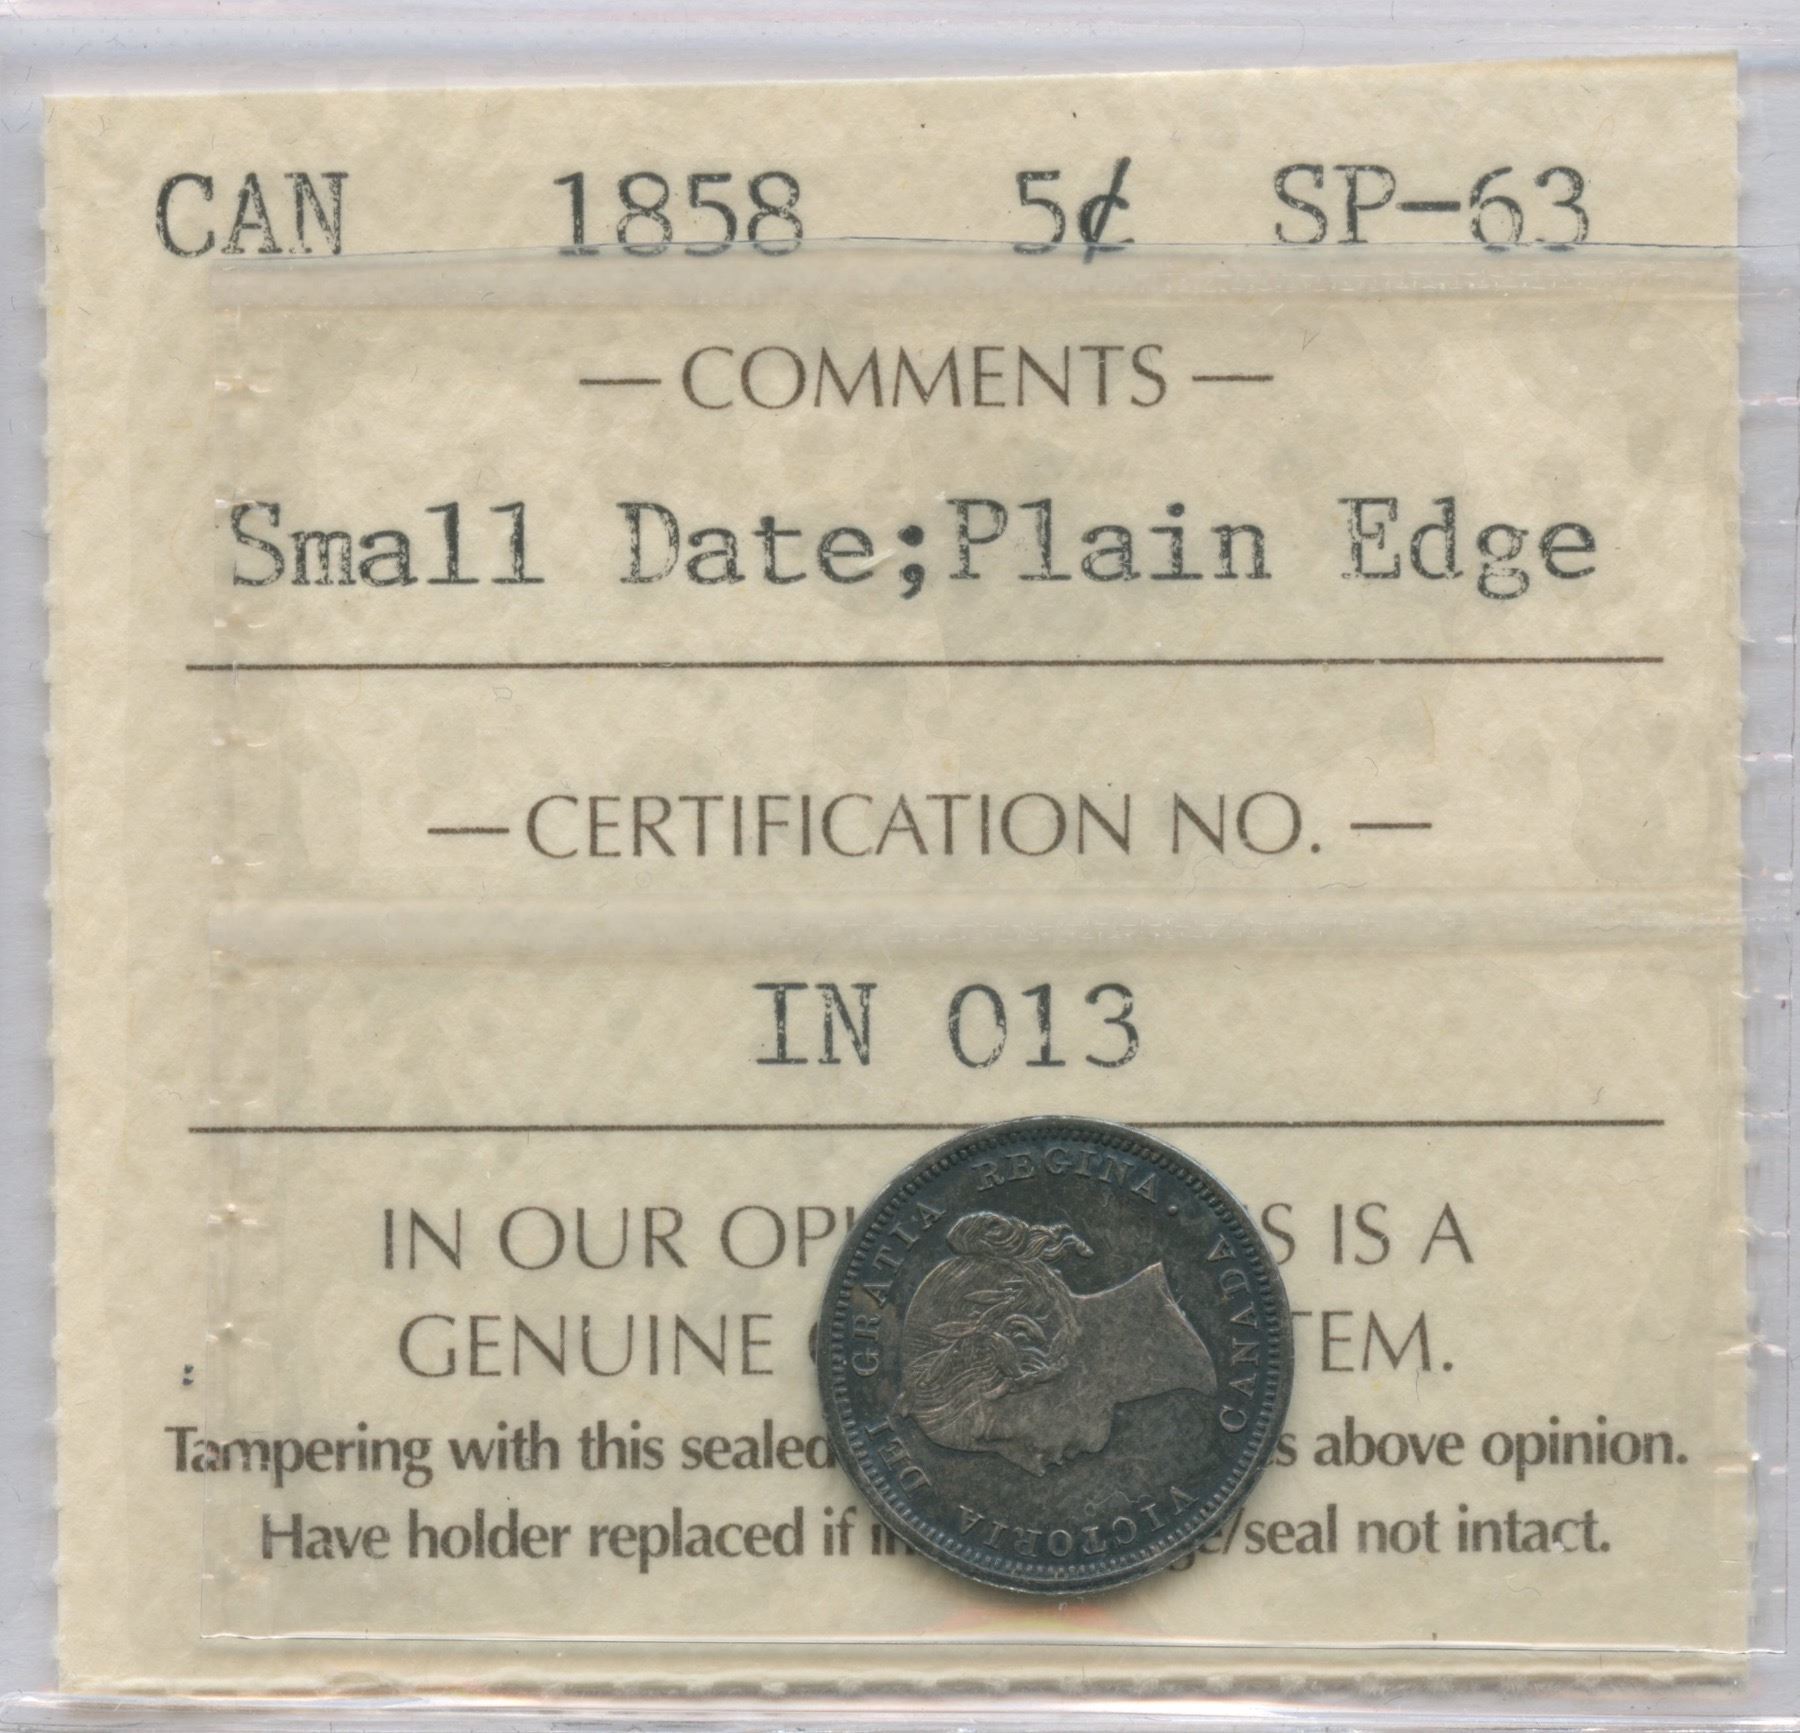 CAN 1858 5¢ SP-63
— COMMENTS —
Small Date;Plain Edge
— CERTIFICATION NO. —
IN 013
IN OUR OPI S IS A
GENUINE TEM.
Tampering with this sealed s above opinion.
Have holder replaced if /seal not intact.
VICTORIA DEI GRATIA REGINA.
CANADA